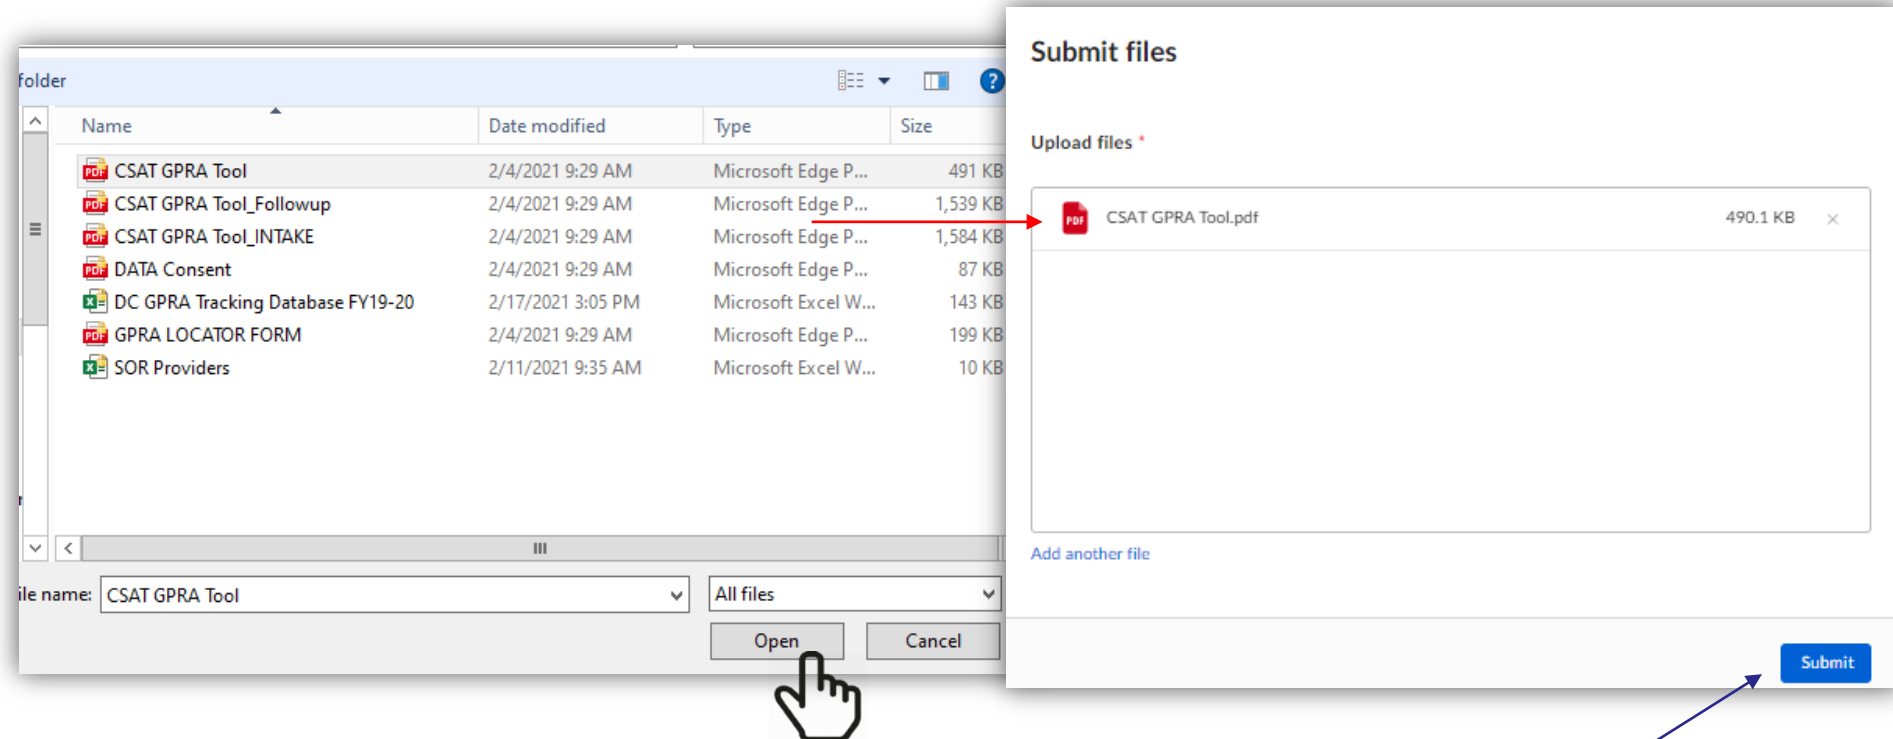 folder
Name Date modified Type Size
CSAT GPRA Tool 2/4/2021 9:29 AM Microsoft Edge P... 491 KB
CSAT GPRA Tool_Followup 2/4/2021 9:29 AM Microsoft Edge P... 1,539 KB
CSAT GPRA Tool_INTAKE 2/4/2021 9:29 AM Microsoft Edge P... 1,584 KB
DATA Consent 2/4/2021 9:29 AM Microsoft Edge P... 87 KB
DC GPRA Tracking Database FY19-20 2/17/2021 3:05 PM Microsoft Excel W... 143 KB
GPRA LOCATOR FORM 2/4/2021 9:29 AM Microsoft Edge P... 199 KB
SOR Providers 2/11/2021 9:35 AM Microsoft Excel W... 10 KB
ile name: CSAT GPRA Tool All files
Open Cancel
Submit files
Upload files *
PDF CSAT GPRA Tool.pdf 490.1 KB ×
Add another file
Submit